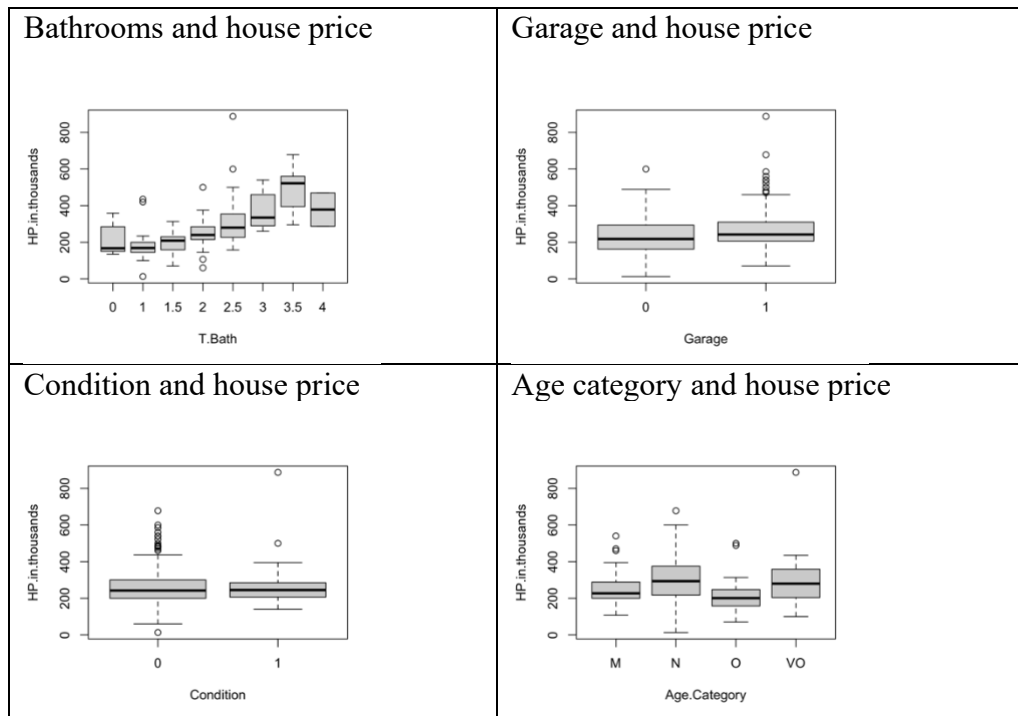 Bathrooms and house price
HP.in.thousands
800
600
400
200
0
0 1 1.5 2 2.5 3 3.5 4
T.Bath
Garage and house price
HP.in.thousands
800
600
400
200
0
0 1
Garage
Condition and house price
HP.in.thousands
800
600
400
200
0
0 1
Condition
Age category and house price
HP.in.thousands
800
600
400
200
0
M N O VO
Age.Category